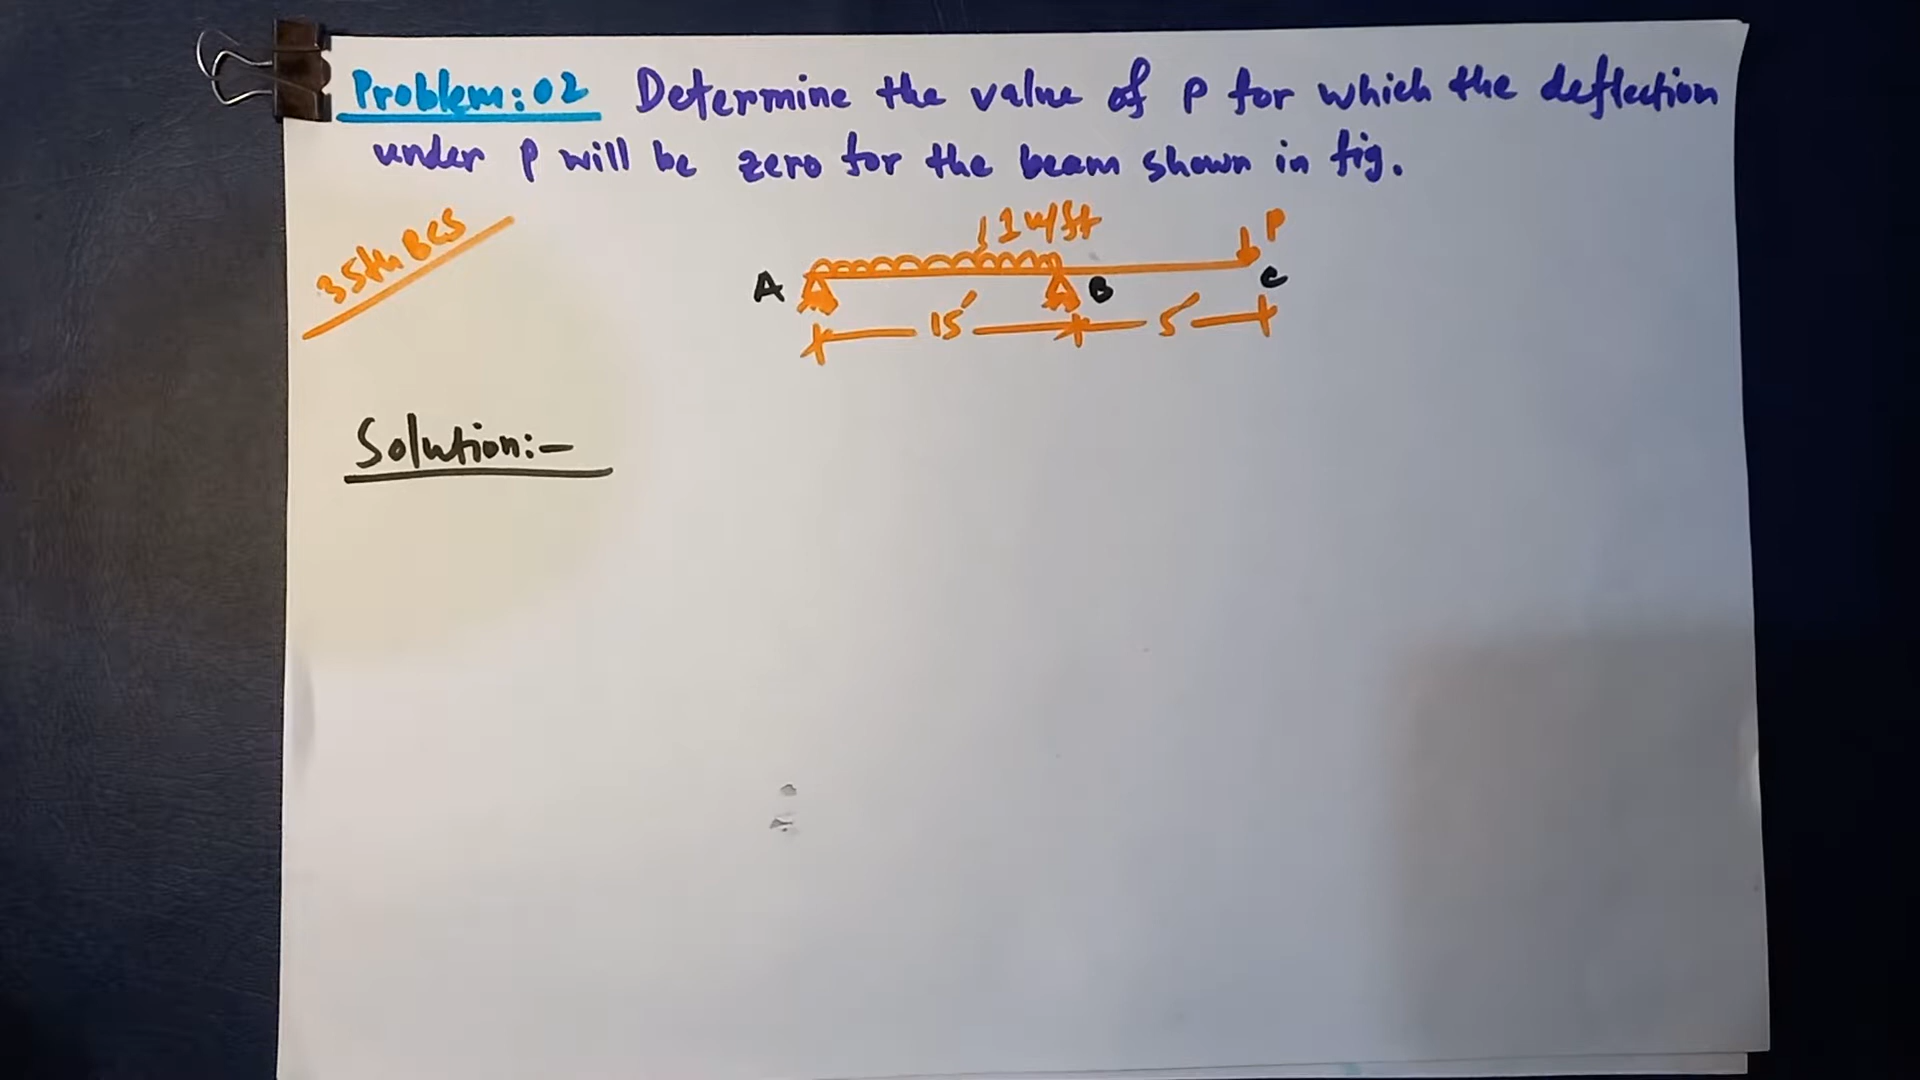 Problem: 02 Determine the value of P for which the deflection
under P will be zero for the beam shown in fig.
35th BCS
1 k/ft
P
A
B
C
15'
5'
Solution:-